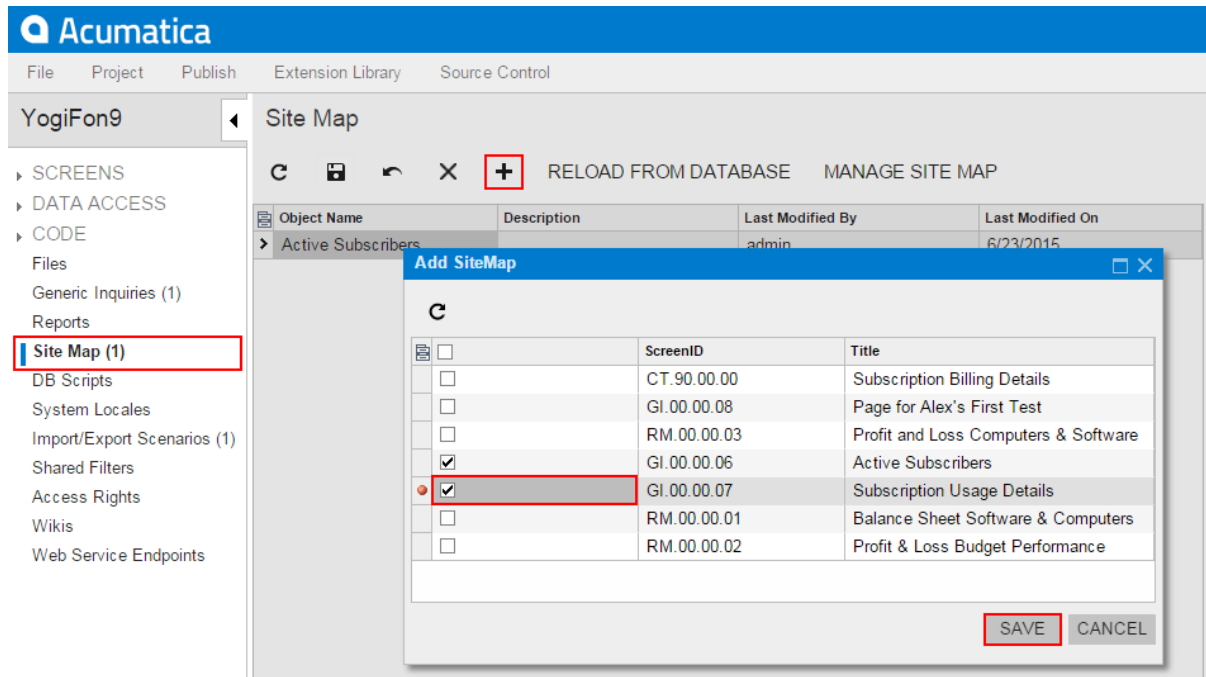 Acumatica
File Project Publish Extension Library Source Control
YogiFon9
SCREENS
DATA ACCESS
CODE
Files
Generic Inquiries (1)
Reports
Site Map (1)
DB Scripts
System Locales
Import/Export Scenarios (1)
Shared Filters
Access Rights
Wikis
Web Service Endpoints
Site Map
RELOAD FROM DATABASE MANAGE SITE MAP
Object Name Description Last Modified By Last Modified On
Active Subscribers admin 6/23/2015
Add SiteMap
ScreenID Title
CT.90.00.00 Subscription Billing Details
GI.00.00.08 Page for Alex's First Test
RM.00.00.03 Profit and Loss Computers & Software
GI.00.00.06 Active Subscribers
GI.00.00.07 Subscription Usage Details
RM.00.00.01 Balance Sheet Software & Computers
RM.00.00.02 Profit & Loss Budget Performance
SAVE CANCEL